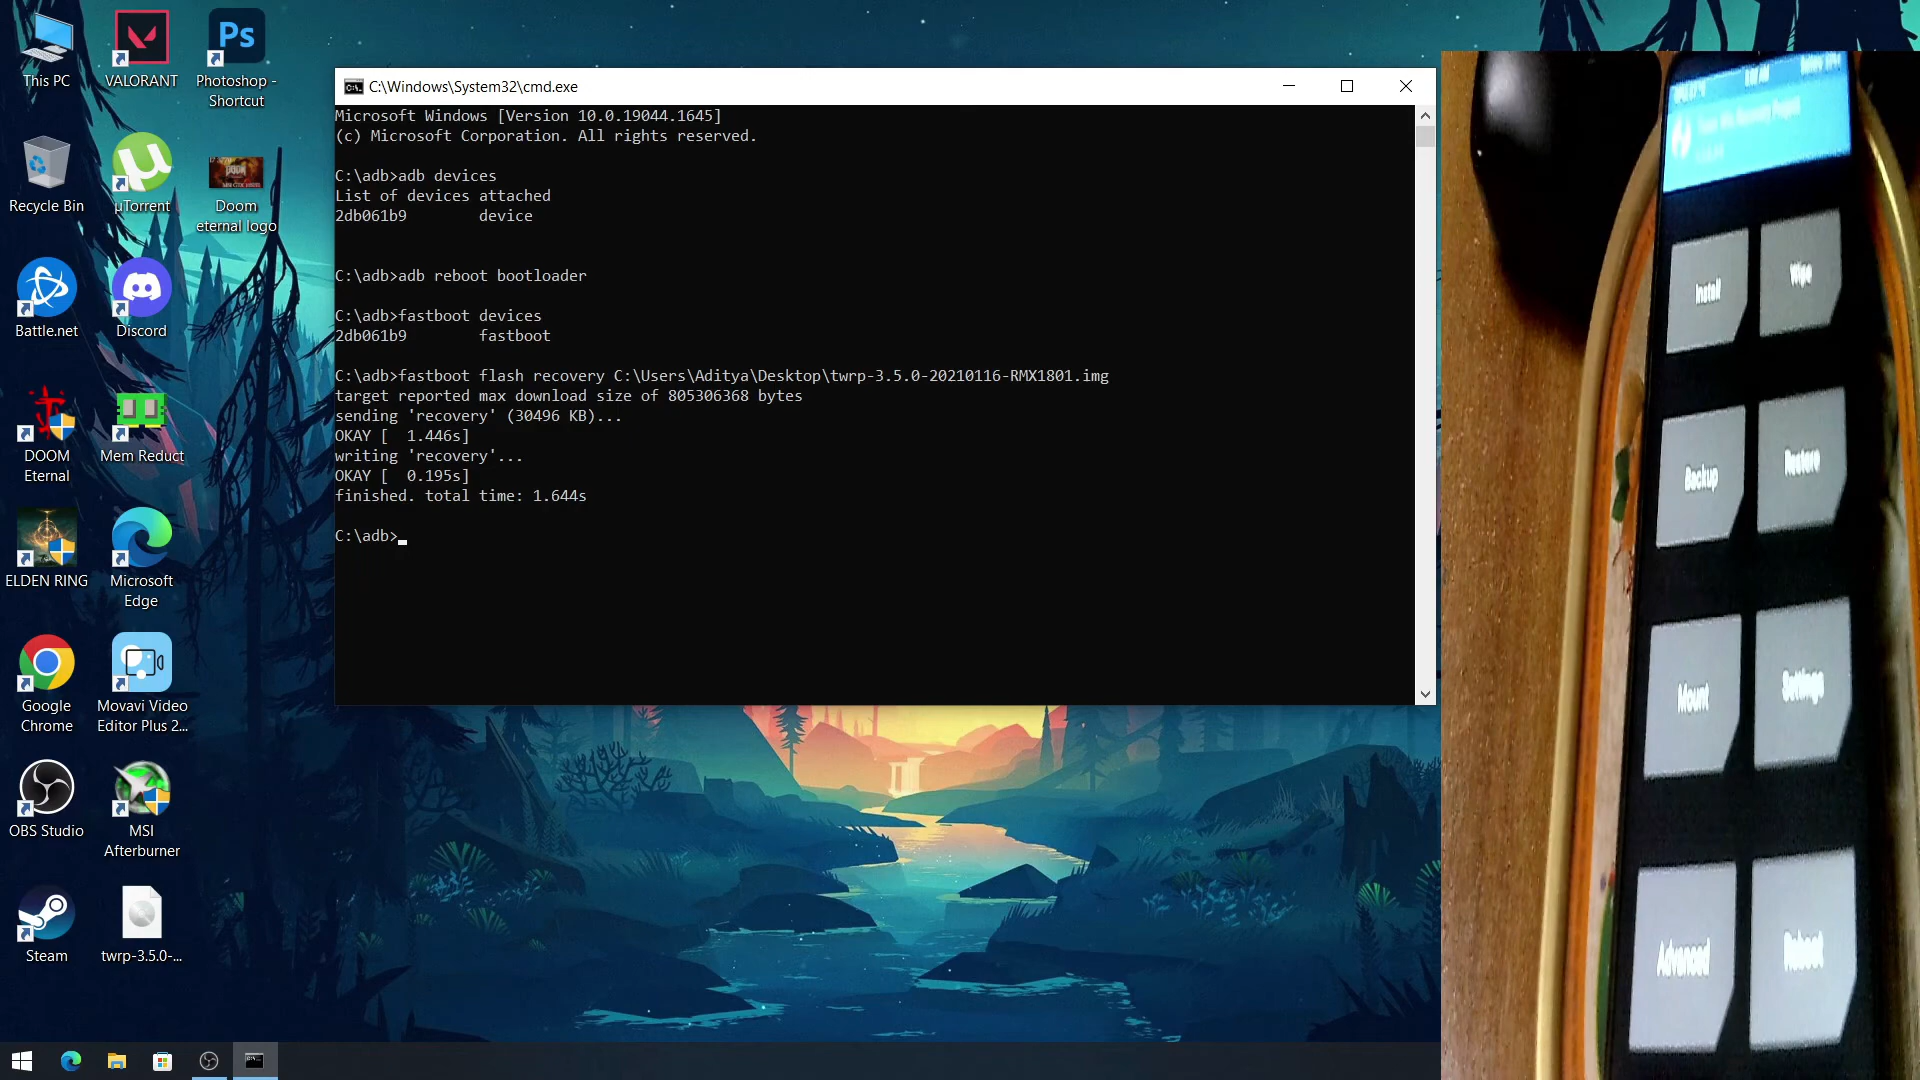 This PC
VALORANT
Ps
Photoshop -
Shortcut
Recycle Bin
µTorrent
Doom
eternal logo
Battle.net
Discord
DOOM
Eternal
Mem Reduct
ELDEN RING
Microsoft
Edge
Google
Chrome
Movavi Video
Editor Plus 2...
OBS Studio
MSI
Afterburner
Steam
twrp-3.5.0-...
C:\Windows\System32\cmd.exe
Microsoft Windows [Version 10.0.19044.1645]
(c) Microsoft Corporation. All rights reserved.
C:\adb>adb devices
List of devices attached
2db061b9        device
C:\adb>adb reboot bootloader
C:\adb>fastboot devices
2db061b9        fastboot
C:\adb>fastboot flash recovery C:\Users\Aditya\Desktop\twrp-3.5.0-20210116-RMX1801.img
target reported max download size of 805306368 bytes
sending 'recovery' (30496 KB)...
OKAY [  1.446s]
writing 'recovery'...
OKAY [  0.195s]
finished. total time: 1.644s
C:\adb>
Install
Wipe
Backup
Restore
Mount
Settings
Advanced
Reboot